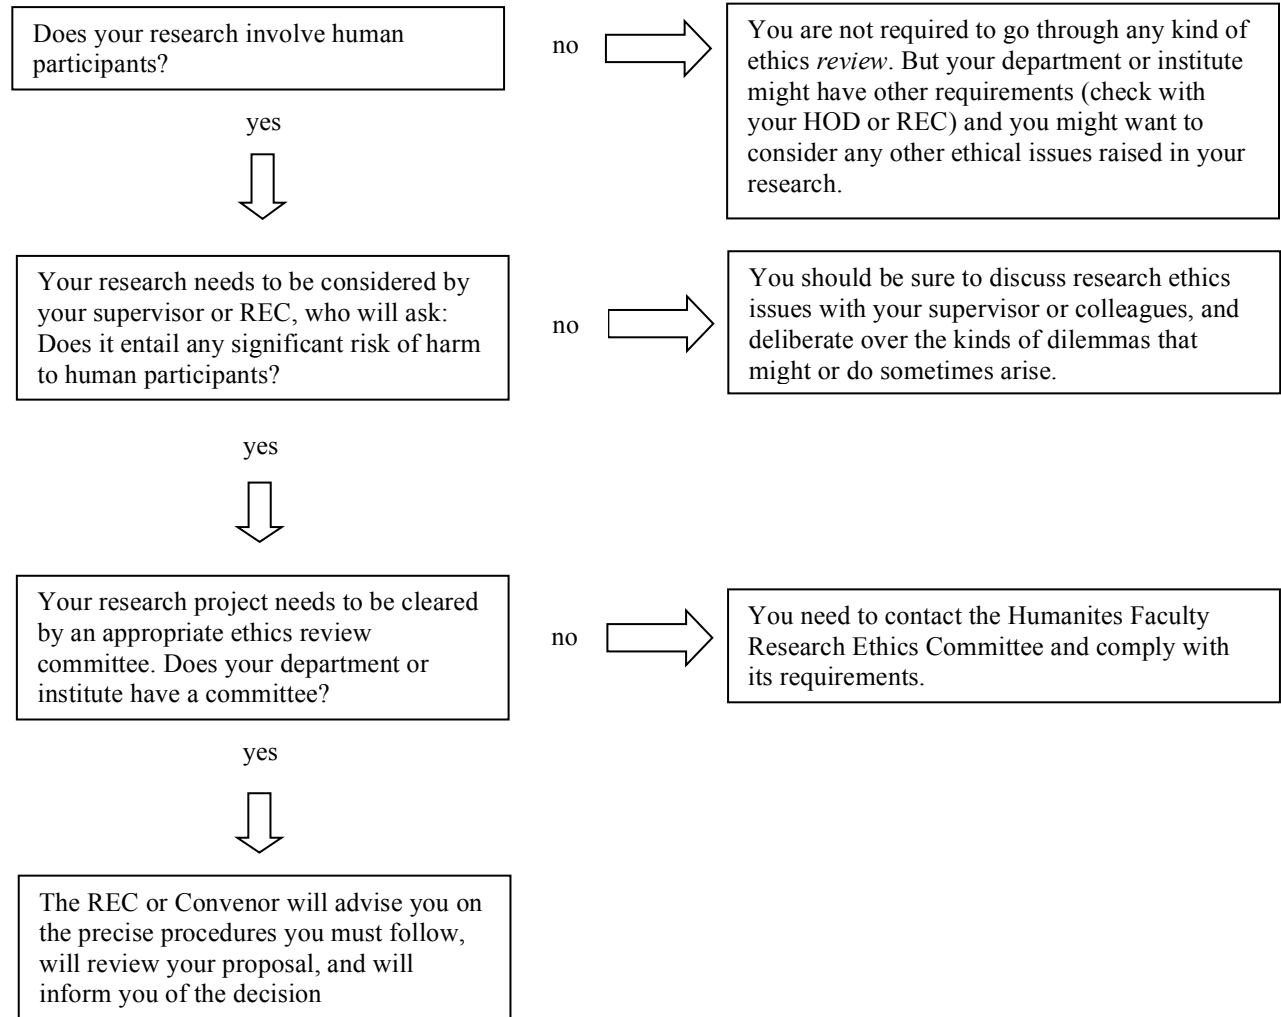 Does your research involve human
participants?
no
You are not required to go through any kind of
ethics review. But your department or institute
might have other requirements (check with
your HOD or REC) and you might want to
consider any other ethical issues raised in your
research.
yes
Your research needs to be considered by
your supervisor or REC, who will ask:
Does it entail any significant risk of harm
to human participants?
no
You should be sure to discuss research ethics
issues with your supervisor or colleagues, and
deliberate over the kinds of dilemmas that
might or do sometimes arise.
yes
Your research project needs to be cleared
by an appropriate ethics review
committee. Does your department or
institute have a committee?
no
You need to contact the Humanites Faculty
Research Ethics Committee and comply with
its requirements.
yes
The REC or Convenor will advise you on
the precise procedures you must follow,
will review your proposal, and will
inform you of the decision